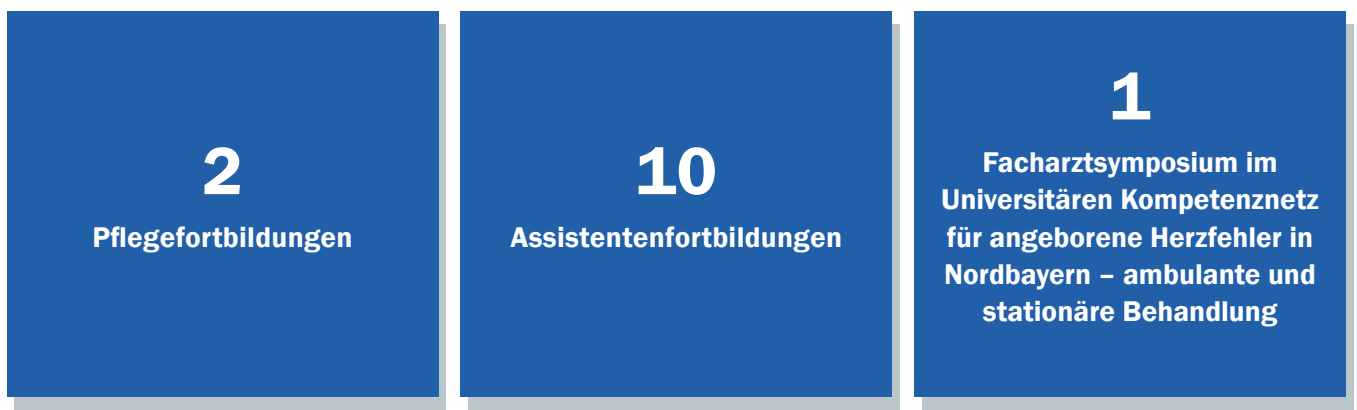 2
Pflegefortbildungen
10
Assistentenfortbildungen
1
Facharztsymposium im
Universitären Kompetenznetz
für angeborene Herzfehler in
Nordbayern – ambulante und
stationäre Behandlung